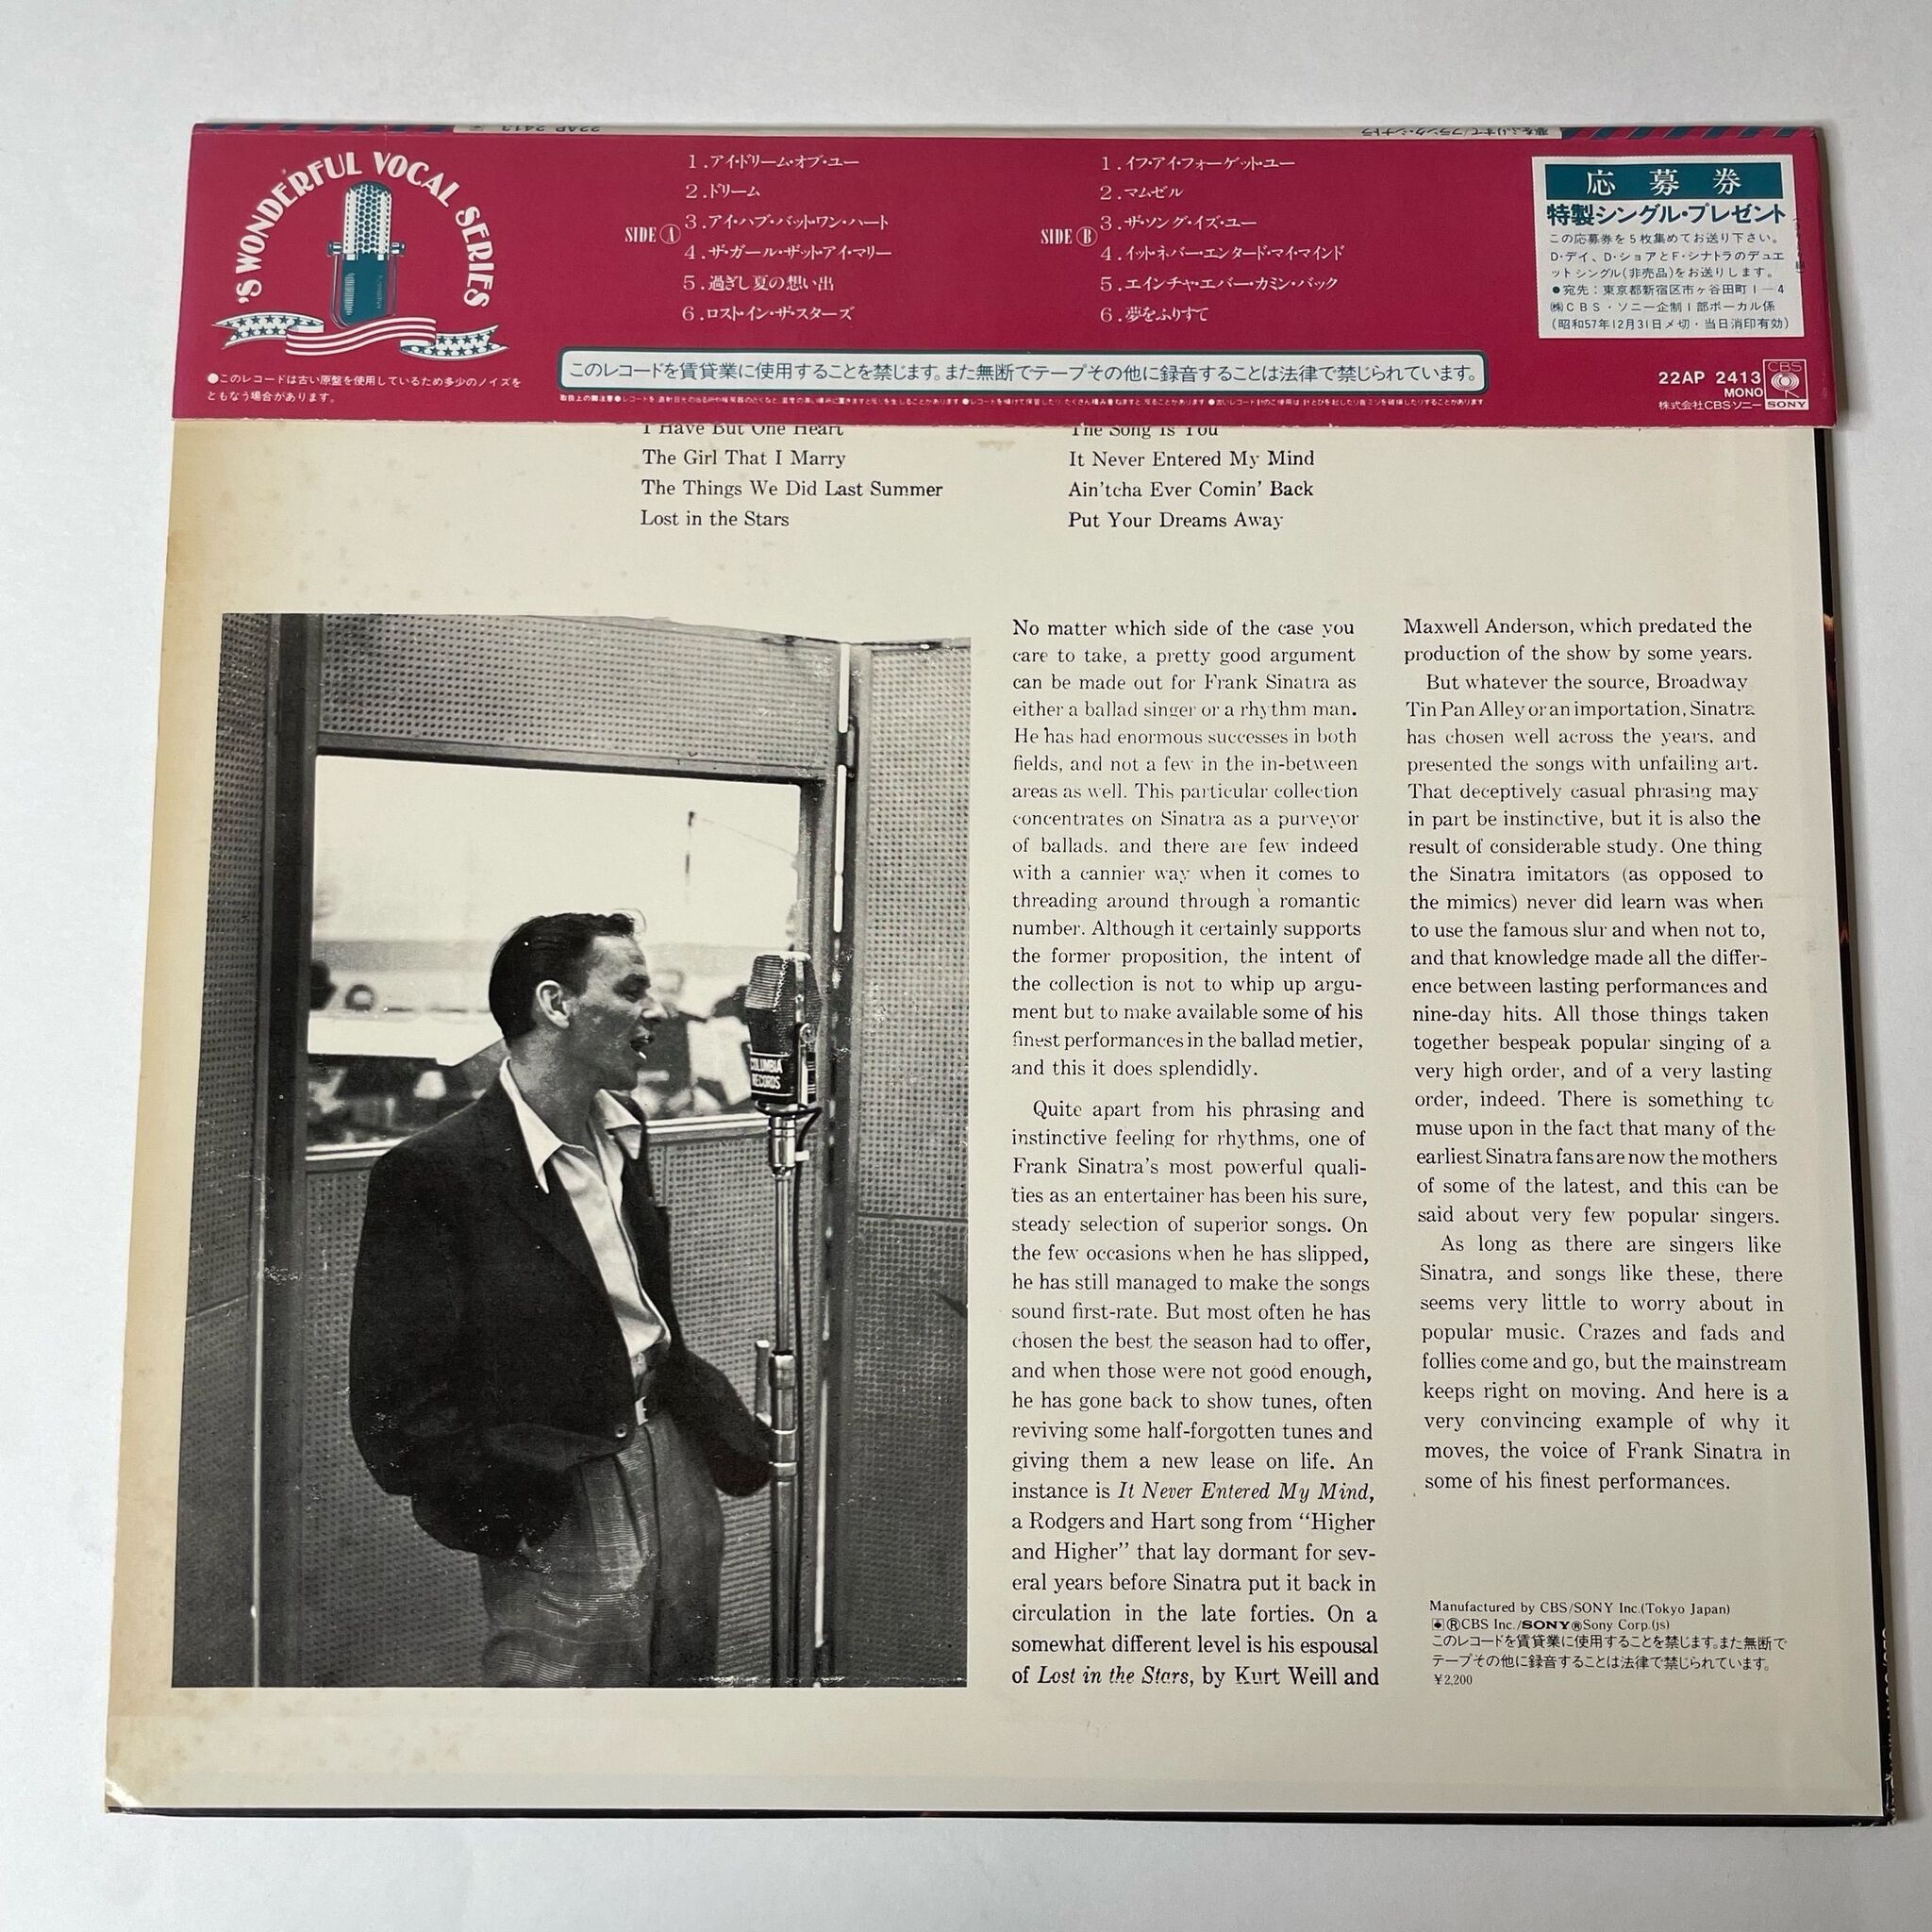 'S WONDERFUL VOCAL SERIES
22AP 2413
夢をふりすて/フランク・シナトラ
SIDE A
1.アイ・ドリーム・オブ・ユー
2.ドリーム
3.アイ・ハブ・バット・ワン・ハート
4.ザ・ガール・ザット・アイ・マリー
5.過ぎし夏の想い出
6.ロスト・イン・ザ・スターズ
SIDE B
1.イフ・アイ・フォーゲット・ユー
2.マムゼル
3.ザ・ソング・イズ・ユー
4.イット・ネバー・エンタード・マイ・マインド
5.エインチャ・エバー・カミン・バック
6.夢をふりすて
応募券
特製シングル・プレゼント
この応募券を5枚集めてお送り下さい。
D・デイ、D・ショアとF・シナトラのデュエ
ットシングル(非売品)をお送りします。
●宛先:東京都新宿区市ヶ谷田町1−4
㈱CBS・ソニー企制1部ボーカル係
(昭和57年12月31日〆切・当日消印有効)
●このレコードは古い原盤を使用しているため多少のノイズを
ともなう場合があります。
このレコードを賃貸業に使用することを禁じます。また無断でテープその他に録音することは法律で禁じられています。
22AP 2413
MONO
株式会社CBSソニー
CBS
SONY
I Have But One Heart
The Girl That I Marry
The Things We Did Last Summer
Lost in the Stars
The Song Is You
It Never Entered My Mind
Ain'tcha Ever Comin' Back
Put Your Dreams Away
COLUMBIA
RECORDS
No matter which side of the case you
care to take, a pretty good argument
can be made out for Frank Sinatra as
either a ballad singer or a rhythm man.
He has had enormous successes in both
fields, and not a few in the in-between
areas as well. This particular collection
concentrates on Sinatra as a purveyor
of ballads. and there are few indeed
with a cannier way when it comes to
threading around through a romantic
number. Although it certainly supports
the former proposition, the intent of
the collection is not to whip up argu-
ment but to make available some of his
finest performances in the ballad metier,
and this it does splendidly.
Quite apart from his phrasing and
instinctive feeling for rhythms, one of
Frank Sinatra's most powerful quali-
ties as an entertainer has been his sure,
steady selection of superior songs. On
the few occasions when he has slipped,
he has still managed to make the songs
sound first-rate. But most often he has
chosen the best the season had to offer,
and when those were not good enough,
he has gone back to show tunes, often
reviving some half-forgotten tunes and
giving them a new lease on life. An
instance is It Never Entered My Mind,
a Rodgers and Hart song from "Higher
and Higher" that lay dormant for sev-
eral years before Sinatra put it back in
circulation in the late forties. On a
somewhat different level is his espousal
of Lost in the Stars, by Kurt Weill and
Maxwell Anderson, which predated the
production of the show by some years.
But whatever the source, Broadway
Tin Pan Alley or an importation, Sinatra
has chosen well across the years, and
presented the songs with unfailing art.
That deceptively casual phrasing may
in part be instinctive, but it is also the
result of considerable study. One thing
the Sinatra imitators (as opposed to
the mimics) never did learn was when
to use the famous slur and when not to,
and that knowledge made all the differ-
ence between lasting performances and
nine-day hits. All those things taken
together bespeak popular singing of a
very high order, and of a very lasting
order, indeed. There is something to
muse upon in the fact that many of the
earliest Sinatra fans are now the mothers
of some of the latest, and this can be
said about very few popular singers.
As long as there are singers like
Sinatra, and songs like these, there
seems very little to worry about in
popular music. Crazes and fads and
follies come and go, but the mainstream
keeps right on moving. And here is a
very convincing example of why it
moves, the voice of Frank Sinatra in
some of his finest performances.
Manufactured by CBS/SONY Inc.(Tokyo Japan)
®CBS Inc./SONY®Sony Corp.(js)
このレコードを賃貸業に使用することを禁じます。また無断で
テープその他に録音することは法律で禁じられています。
¥2,200